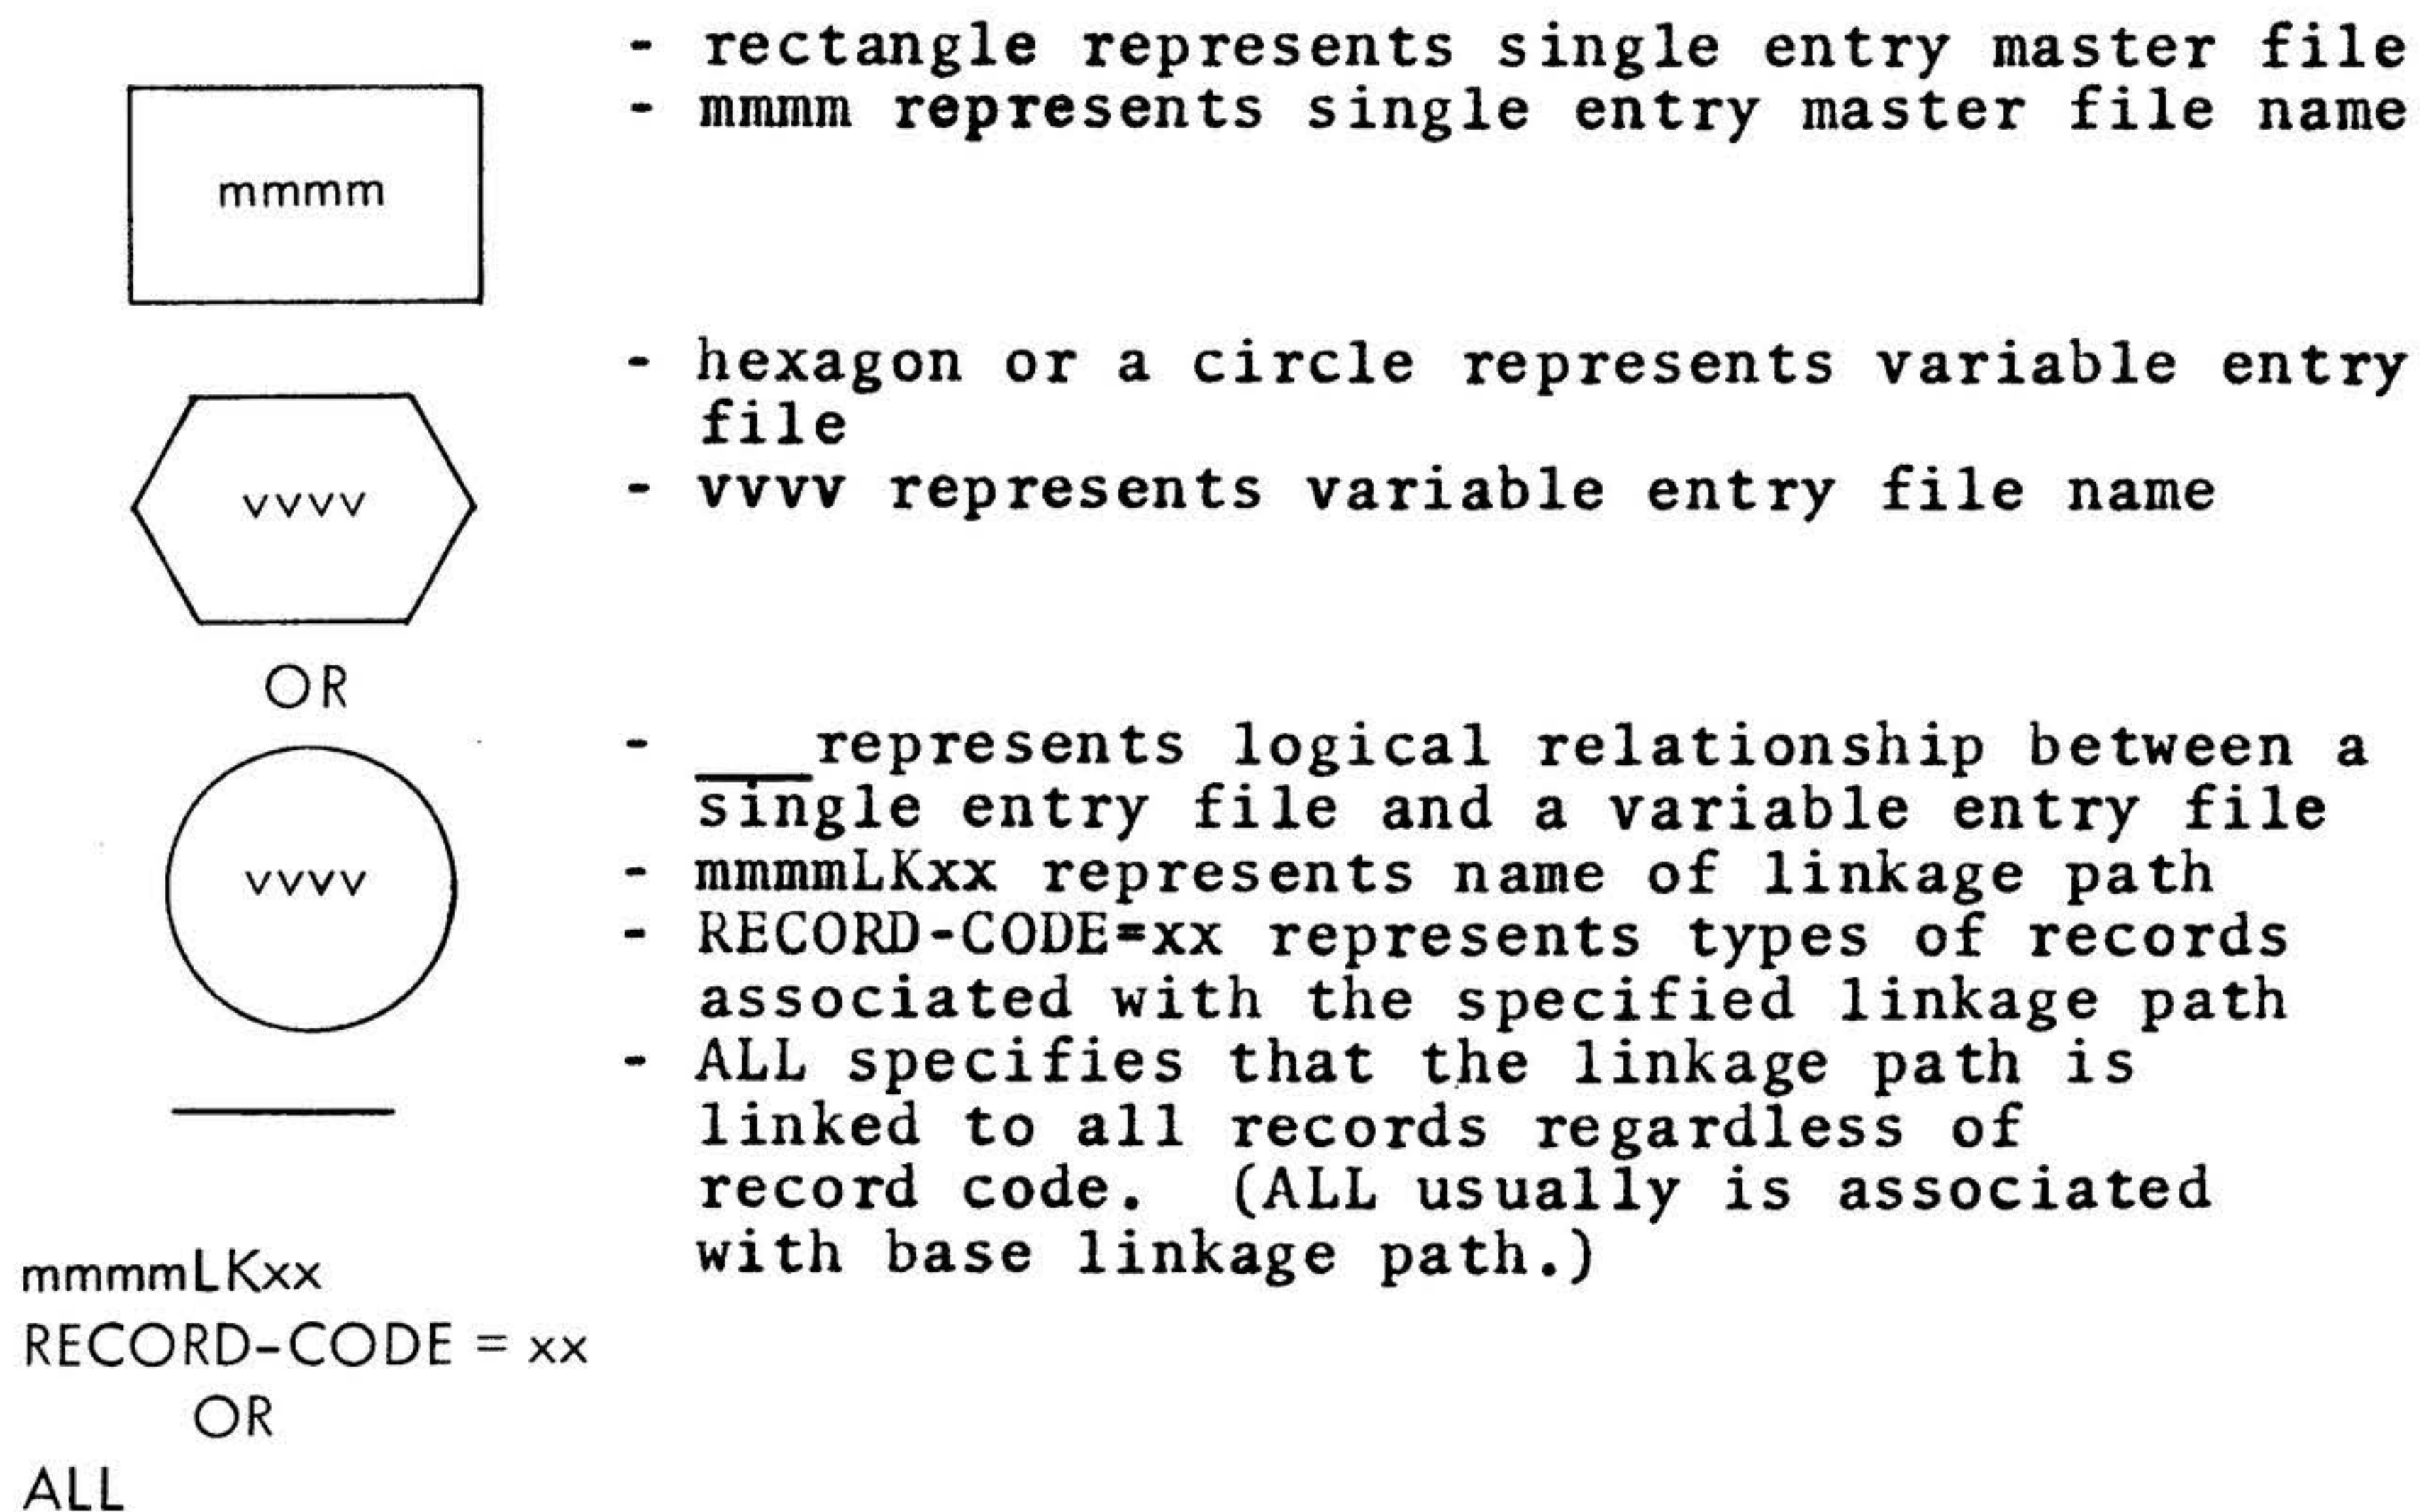 - rectangle represents single entry master file
- mmmm represents single entry master file name
mmmm
- hexagon or a circle represents variable entry
file
- vvvv represents variable entry file name
vvvv
OR
- ___represents logical relationship between a
single entry file and a variable entry file
- mmmmLKxx represents name of linkage path
- RECORD-CODE=xx represents types of records
associated with the specified linkage path
- ALL specifies that the linkage path is
linked to all records regardless of
record code. (ALL usually is associated
with base linkage path.)
vvvv
mmmmLKxx
RECORD-CODE = xx
OR
ALL